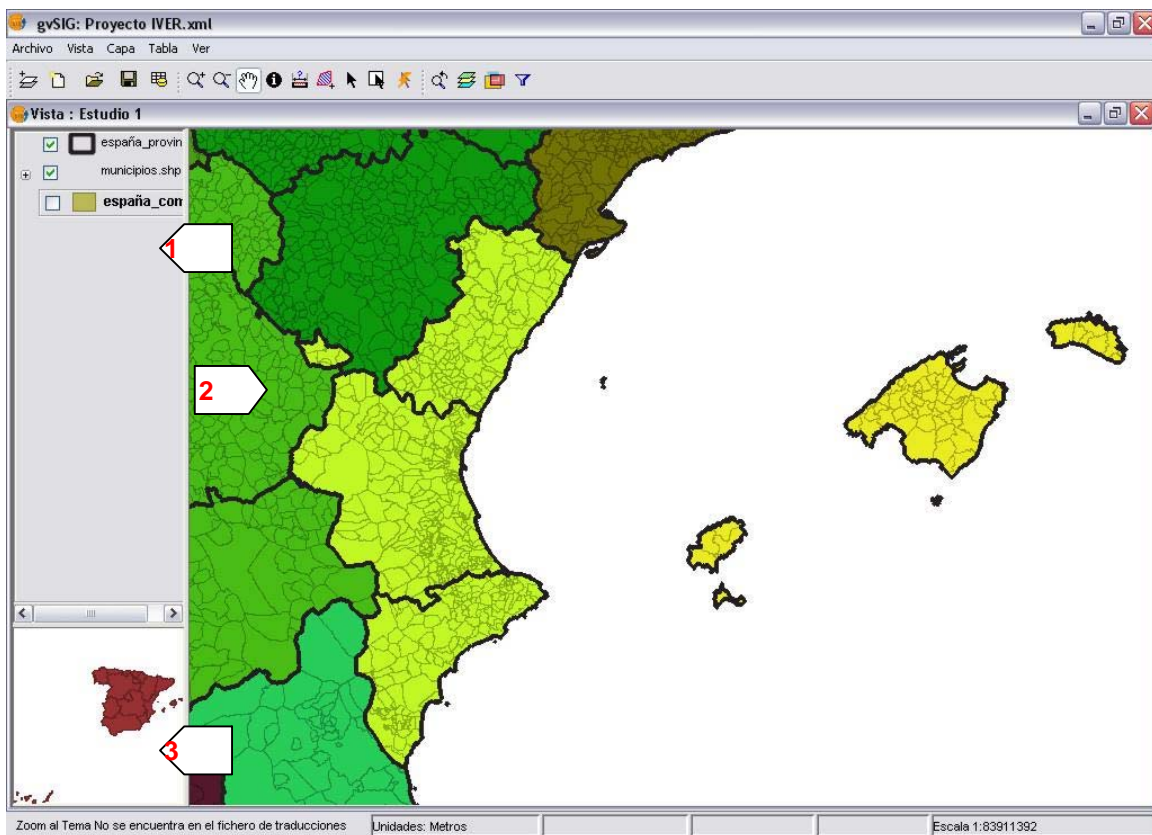 gvSIG: Proyecto IVER.xml
Archivo Vista Capa Tabla Ver
Vista : Estudio 1
españa_provin
municipios.shp
españa_com
1
2
3
Zoom al Tema No se encuentra en el fichero de traducciones
Unidades: Metros
Escala 1:83911392